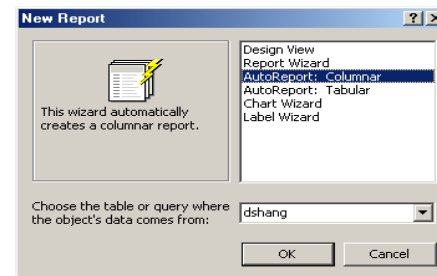 New Report
Design View
Report Wizard
AutoReport: Columnar
AutoReport: Tabular
Chart Wizard
Label Wizard
This wizard automatically
creates a columnar report.
Choose the table or query where
the object's data comes from:
dshang
OK
Cancel